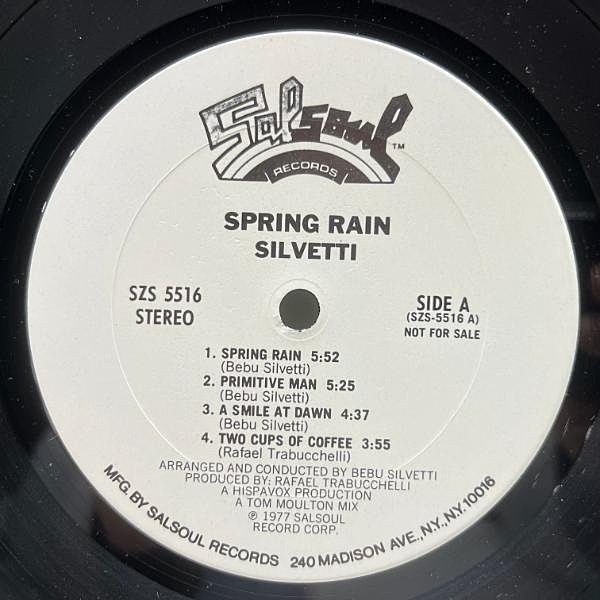 Salsoul TM
RECORDS
SPRING RAIN
SILVETTI
SZS 5516
STEREO
SIDE A
(SZS-5516 A)
NOT FOR SALE
1. SPRING RAIN 5:52
(Bebu Silvetti)
2. PRIMITIVE MAN 5:25
(Bebu Silvetti)
3. A SMILE AT DAWN 4:37
(Bebu Silvetti)
4. TWO CUPS OF COFFEE 3:55
(Rafael Trabucchelli)
ARRANGED AND CONDUCTED BY BEBU SILVETTI
PRODUCED BY: RAFAEL TRABUCCHELLI
A HISPAVOX PRODUCTION
A TOM MOULTON MIX
℗ 1977 SALSOUL
RECORD CORP.
MFG. BY SALSOUL RECORDS 240 MADISON AVE., N.Y., N.Y. 10016